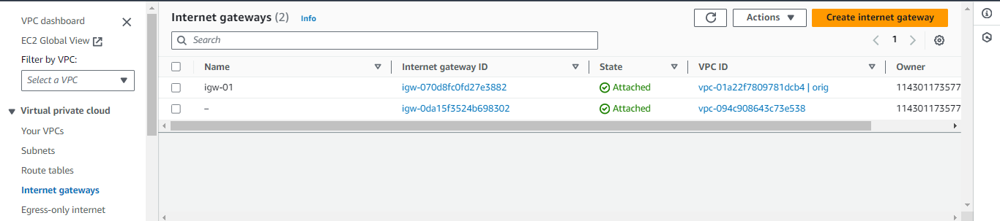 VPC dashboard
EC2 Global View
Filter by VPC:
Select a VPC
Virtual private cloud
Your VPCs
Subnets
Route tables
Internet gateways
Egress-only internet
Internet gateways (2) Info
Actions
Create internet gateway
Search
1
Name Internet gateway ID State VPC ID Owner
igw-01 igw-070d8fc0fd27e3882 Attached vpc-01a22f7809781dcb4 | orig 114301173577
– igw-0da15f3524b698302 Attached vpc-094c908643c73e538 114301173577